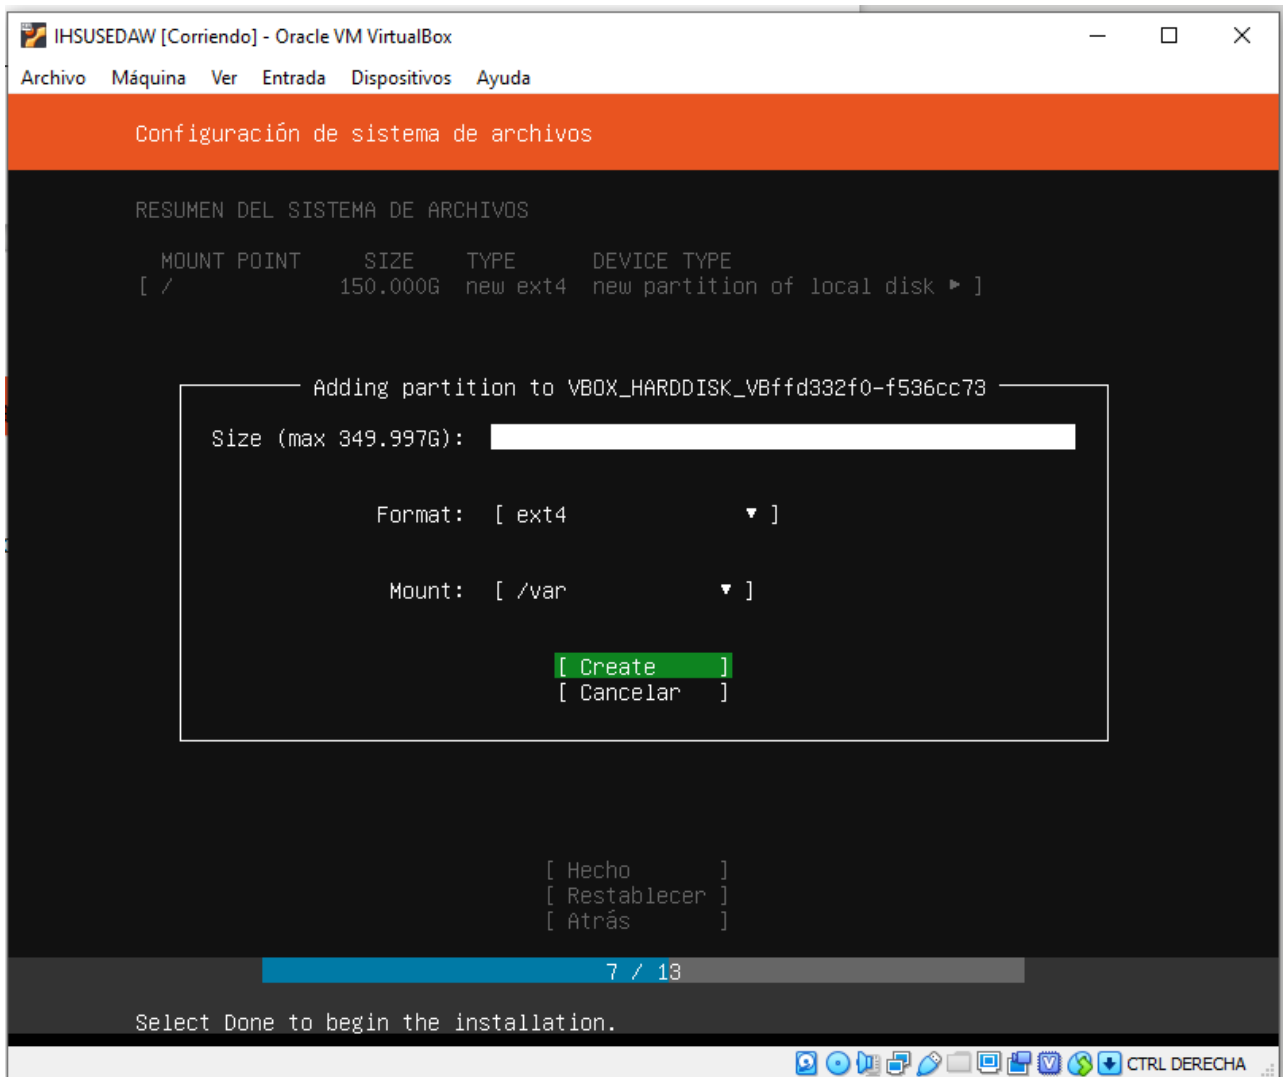 IHSUSEDAW [Corriendo] - Oracle VM VirtualBox
Archivo Máquina Ver Entrada Dispositivos Ayuda
Configuración de sistema de archivos
RESUMEN DEL SISTEMA DE ARCHIVOS
MOUNT POINT SIZE TYPE DEVICE TYPE
[ / 150.000G new ext4 new partition of local disk ▸ ]
Adding partition to VBOX_HARDDISK_VBffd332f0-f536cc73
Size (max 349.997G):
Format: [ ext4 ▾ ]
Mount: [ /var ▾ ]
[ Create ]
[ Cancelar ]
[ Hecho ]
[ Restablecer ]
[ Atrás ]
7 / 13
Select Done to begin the installation.
CTRL DERECHA